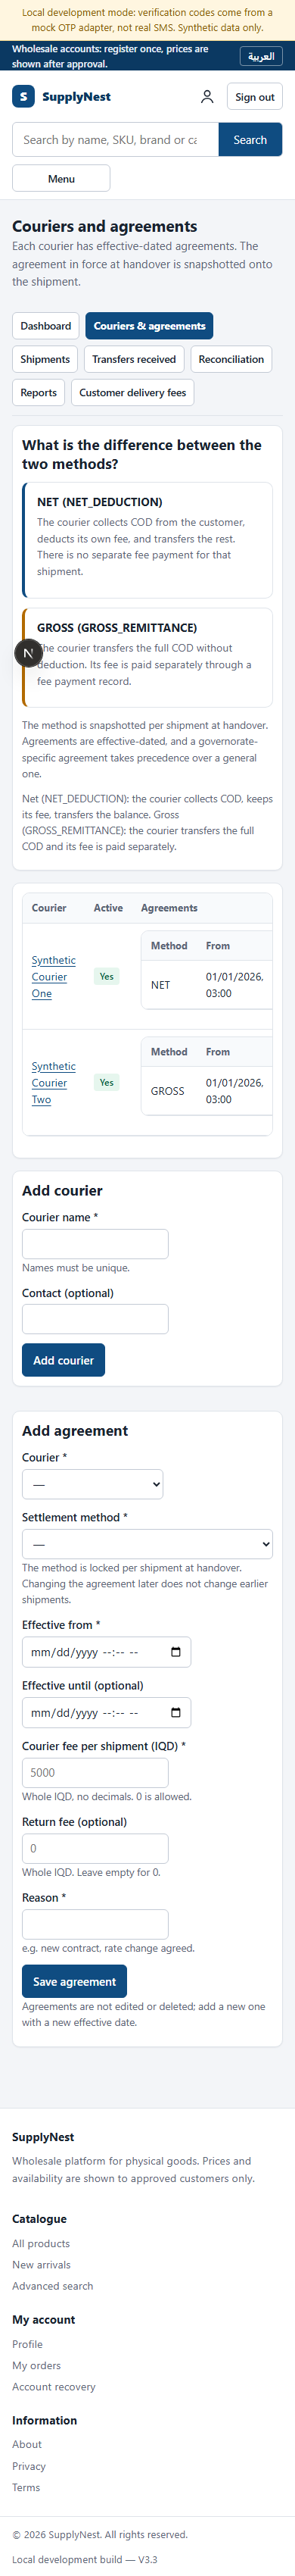 Local development mode: verification codes come from a
mock OTP adapter, not real SMS. Synthetic data only.
Wholesale accounts: register once, prices are
shown after approval.
العربية
S SupplyNest
Sign out
Search by name, SKU, brand or ca
Search
Menu
Couriers and agreements
Each courier has effective-dated agreements. The
agreement in force at handover is snapshotted onto
the shipment.
Dashboard
Couriers & agreements
Shipments
Transfers received
Reconciliation
Reports
Customer delivery fees
What is the difference between the
two methods?
NET (NET_DEDUCTION)
The courier collects COD from the customer,
deducts its own fee, and transfers the rest.
There is no separate fee payment for that
shipment.
GROSS (GROSS_REMITTANCE)
N
The courier transfers the full COD without
deduction. Its fee is paid separately through a
fee payment record.
The method is snapshotted per shipment at handover.
Agreements are effective-dated, and a governorate-
specific agreement takes precedence over a general
one.
Net (NET_DEDUCTION): the courier collects COD, keeps
its fee, transfers the balance. Gross
(GROSS_REMITTANCE): the courier transfers the full
COD and its fee is paid separately.
Courier Active Agreements
Synthetic
Courier
One
Yes
Method From
NET
01/01/2026,
03:00
Synthetic
Courier
Two
Yes
Method From
GROSS
01/01/2026,
03:00
Add courier
Courier name *
Names must be unique.
Contact (optional)
Add courier
Add agreement
Courier *
—
Settlement method *
—
The method is locked per shipment at handover.
Changing the agreement later does not change earlier
shipments.
Effective from *
mm/dd/yyyy --:-- --
Effective until (optional)
mm/dd/yyyy --:-- --
Courier fee per shipment (IQD) *
5000
Whole IQD, no decimals. 0 is allowed.
Return fee (optional)
0
Whole IQD. Leave empty for 0.
Reason *
e.g. new contract, rate change agreed.
Save agreement
Agreements are not edited or deleted; add a new one
with a new effective date.
SupplyNest
Wholesale platform for physical goods. Prices and
availability are shown to approved customers only.
Catalogue
All products
New arrivals
Advanced search
My account
Profile
My orders
Account recovery
Information
About
Privacy
Terms
© 2026 SupplyNest. All rights reserved.
Local development build — V3.3